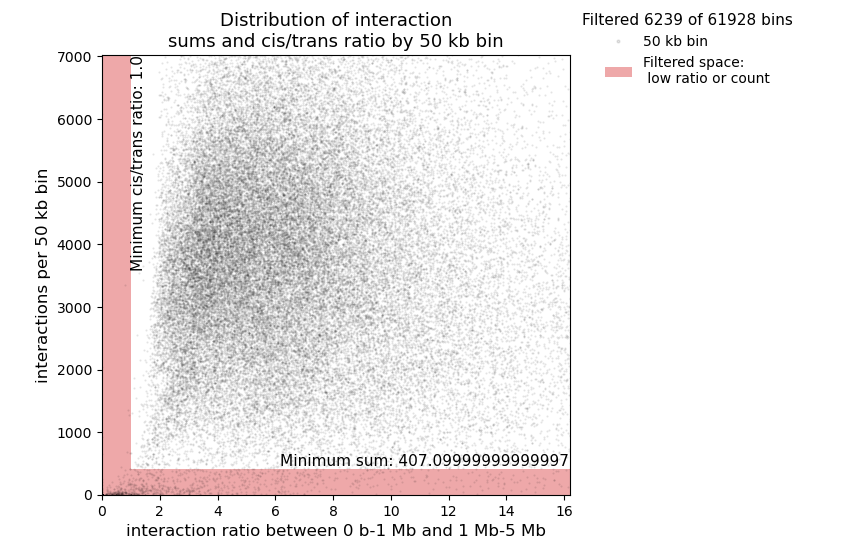 Distribution of interaction
sums and cis/trans ratio by 50 kb bin
Filtered 6239 of 61928 bins
50 kb bin
Filtered space:
low ratio or count
interactions per 50 kb bin
7000
6000
5000
4000
3000
2000
1000
0
Minimum cis/trans ratio: 1.0
Minimum sum: 407.09999999999997
0 2 4 6 8 10 12 14 16
interaction ratio between 0 b-1 Mb and 1 Mb-5 Mb